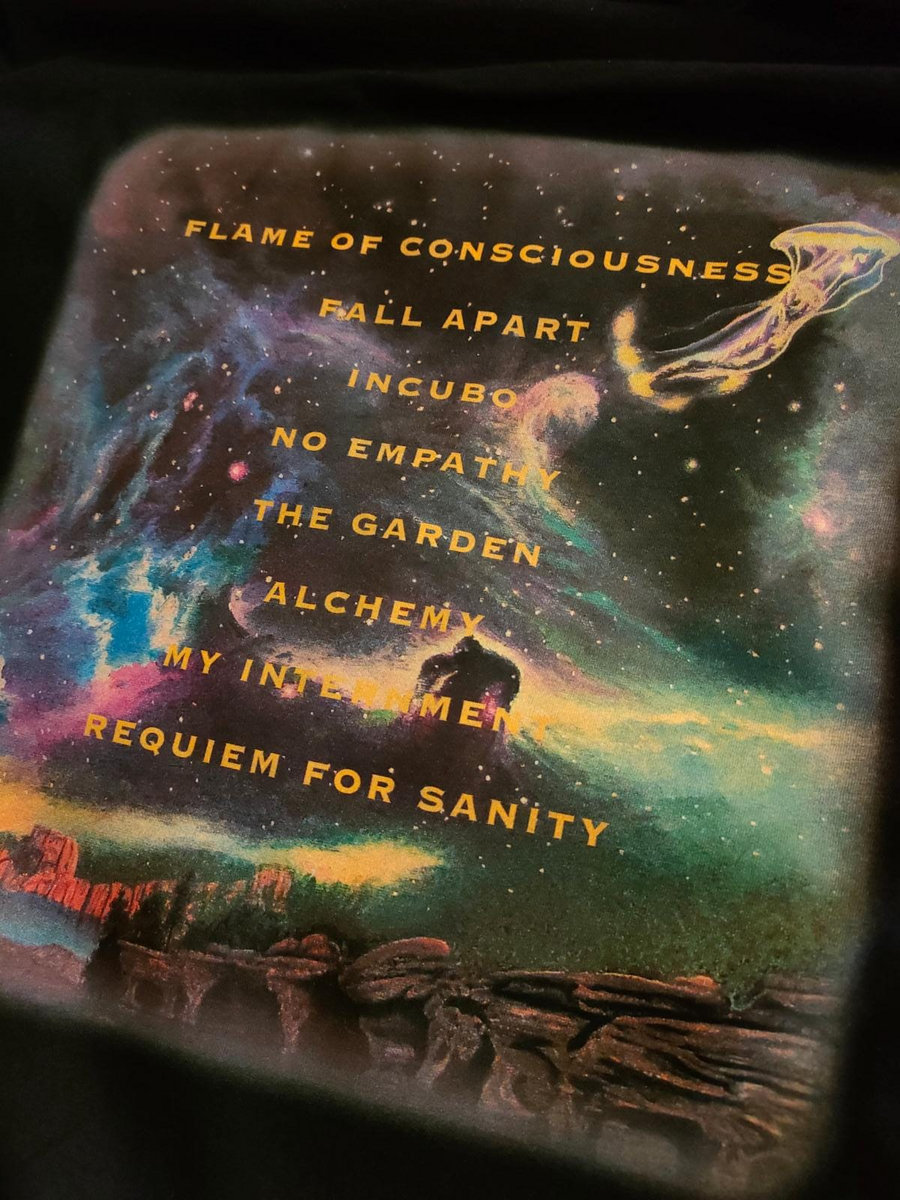 FLAME OF CONSCIOUSNESS
FALL APART
INCUBO
NO EMPATHY
THE GARDEN
ALCHEMY
MY INTERNMENT
REQUIEM FOR SANITY